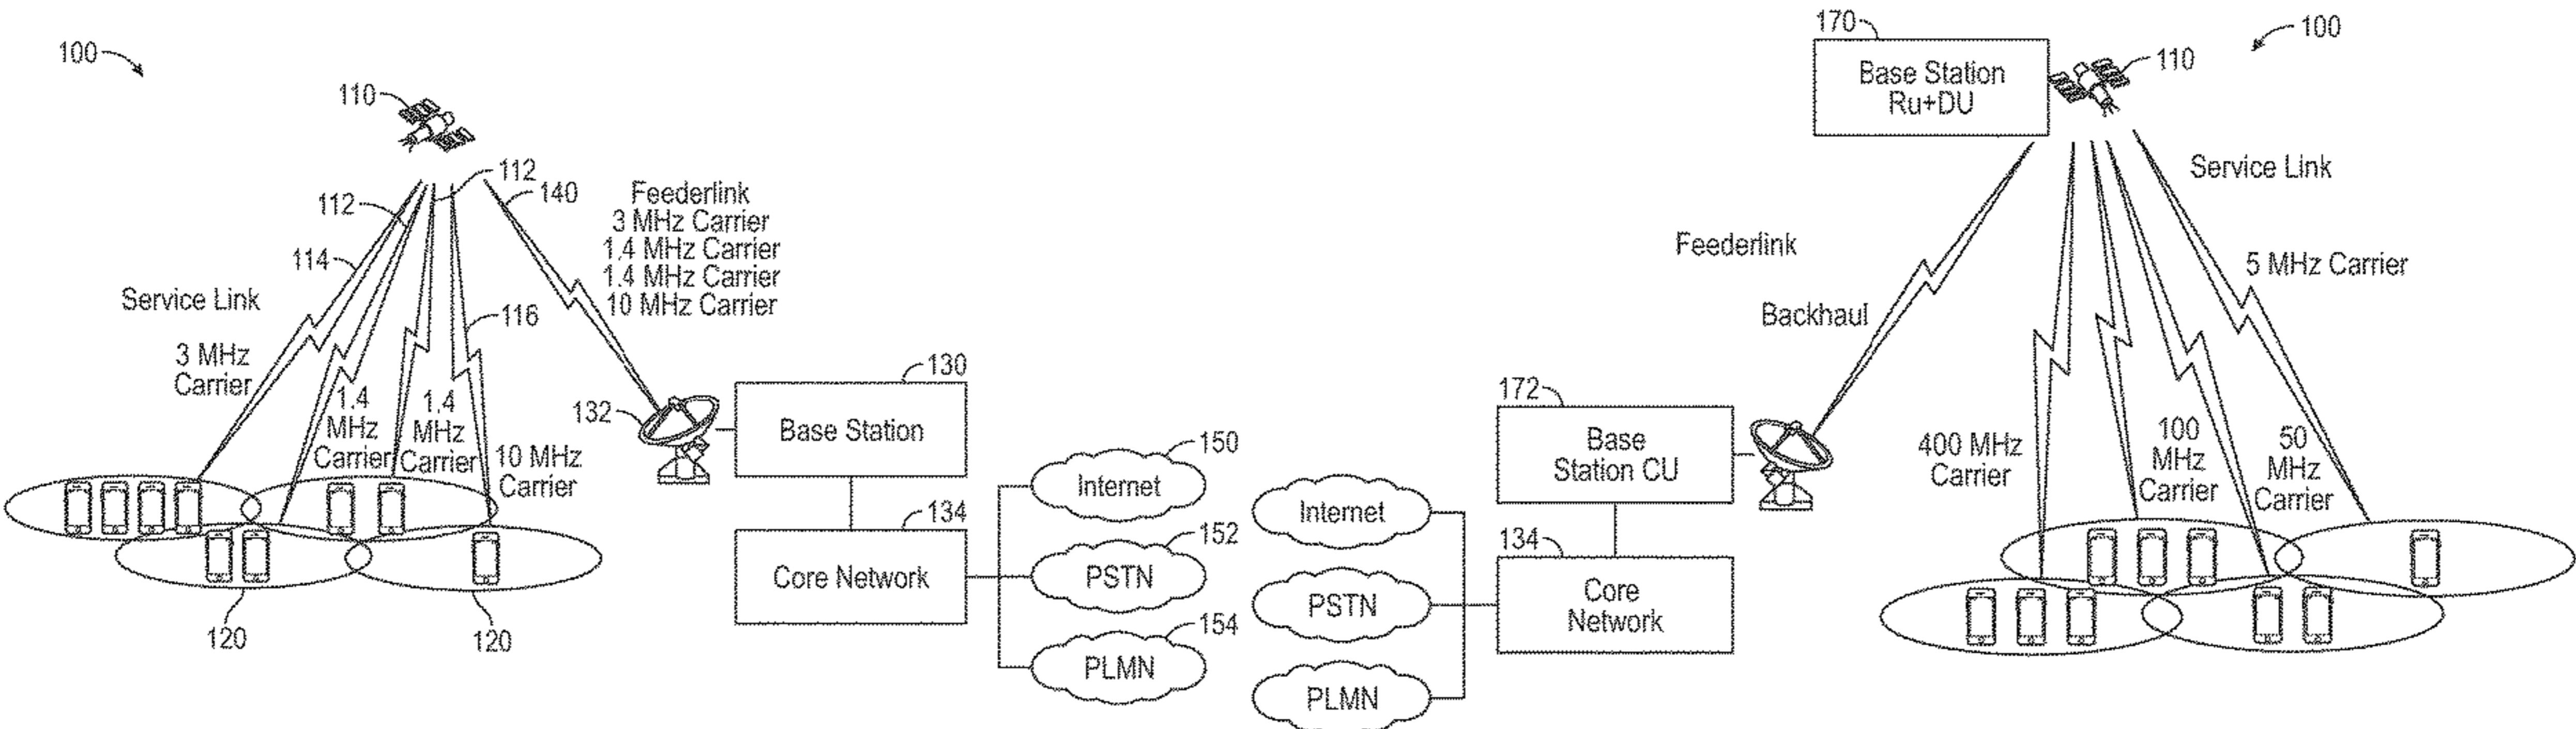 100
110
112
140
112
114
Service Link
3 MHz
Carrier
1.4
MHz
Carrier
1.4
MHz
Carrier
116
10 MHz
Carrier
Feederlink
3 MHz Carrier
1.4 MHz Carrier
1.4 MHz Carrier
10 MHz Carrier
132
130
Base Station
134
Core Network
150
Internet
152
PSTN
154
PLMN
120
120
170
Base Station
Ru+DU
110
100
Service Link
Feederlink
Backhaul
5 MHz Carrier
172
Base
Station CU
400 MHz
Carrier
100
MHz
Carrier
50
MHz
Carrier
Internet
PSTN
PLMN
134
Core
Network